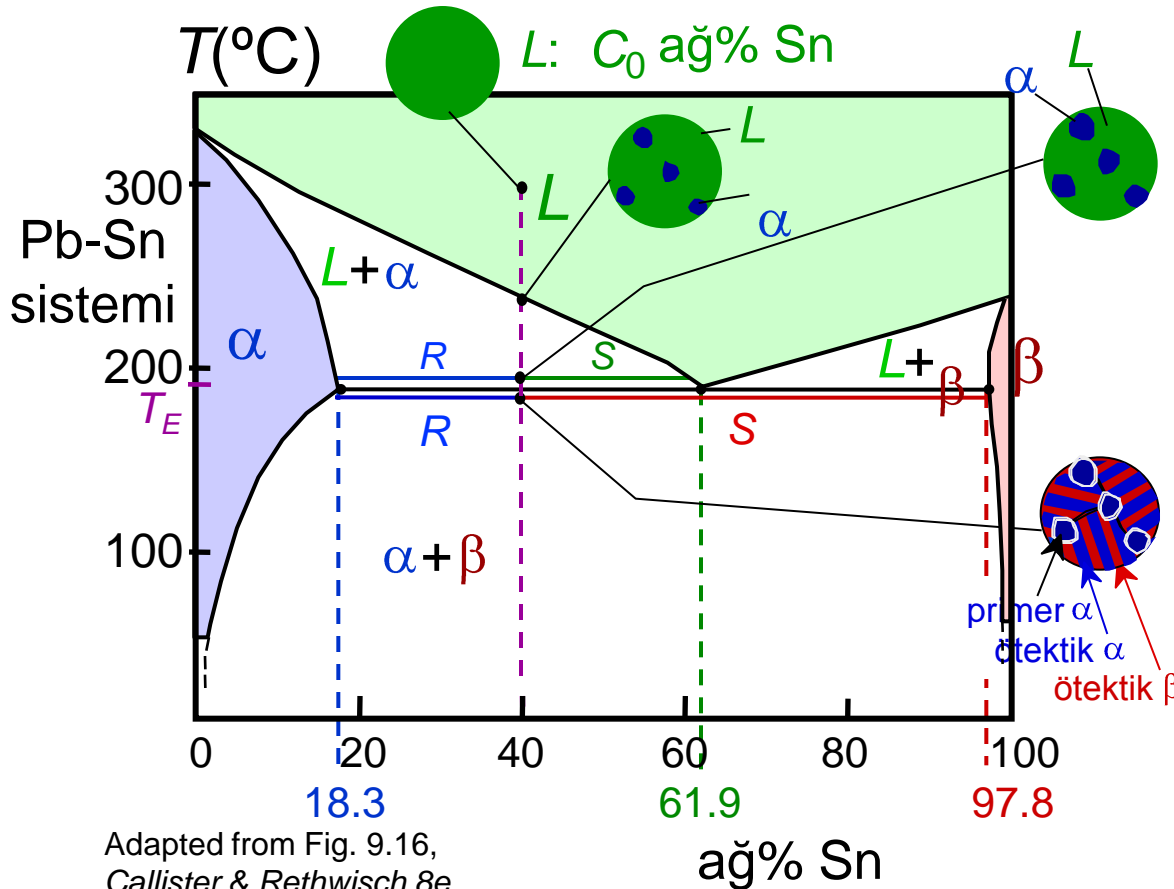 T(ºC)
L: C0 ağ% Sn
L
α
L
α
L
300
Pb-Sn
sistemi
L+α
α
200
R
S
L+β
β
TE
R
S
100
α+β
primer α
ötektik α
ötektik β
0
20
40
60
80
100
18.3
61.9
97.8
ağ% Sn
Adapted from Fig. 9.16,
Callister & Rethwisch 8e